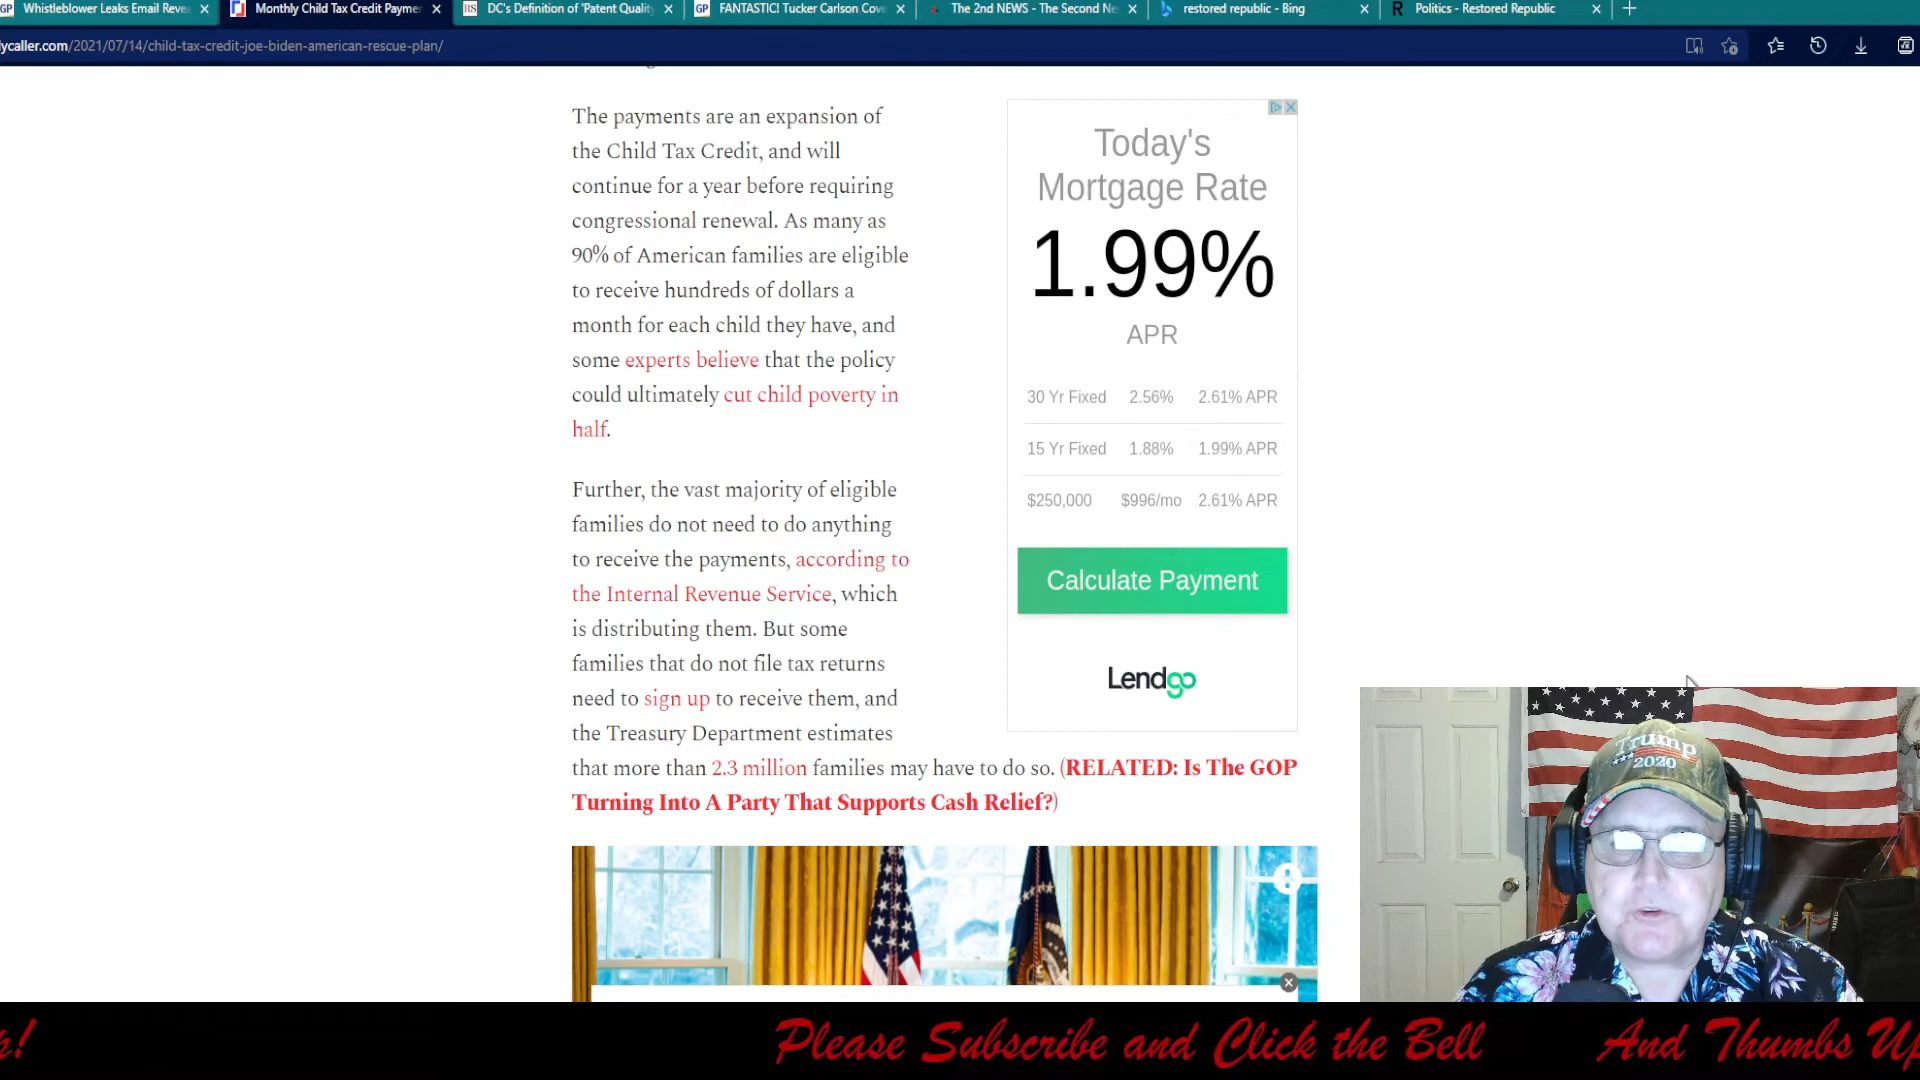 GP Whistleblower Leaks Email Revea
Monthly Child Tax Credit Paymen
RS DC's Definition of 'Patent Quality
GP FANTASTIC! Tucker Carlson Cove
The 2nd NEWS - The Second Ne
restored republic - Bing
R Politics - Restored Republic
lycaller.com/2021/07/14/child-tax-credit-joe-biden-american-rescue-plan/
The payments are an expansion of
the Child Tax Credit, and will
continue for a year before requiring
congressional renewal. As many as
90% of American families are eligible
to receive hundreds of dollars a
month for each child they have, and
some experts believe that the policy
could ultimately cut child poverty in
half.
Further, the vast majority of eligible
families do not need to do anything
to receive the payments, according to
the Internal Revenue Service, which
is distributing them. But some
families that do not file tax returns
need to sign up to receive them, and
the Treasury Department estimates
that more than 2.3 million families may have to do so. (RELATED: Is The GOP
Turning Into A Party That Supports Cash Relief?)
Today's
Mortgage Rate
1.99%
APR
30 Yr Fixed 2.56% 2.61% APR
15 Yr Fixed 1.88% 1.99% APR
$250,000 $996/mo 2.61% APR
Calculate Payment
Lendgo
Trump
2020
p! Please Subscribe and Click the Bell And Thumbs Up